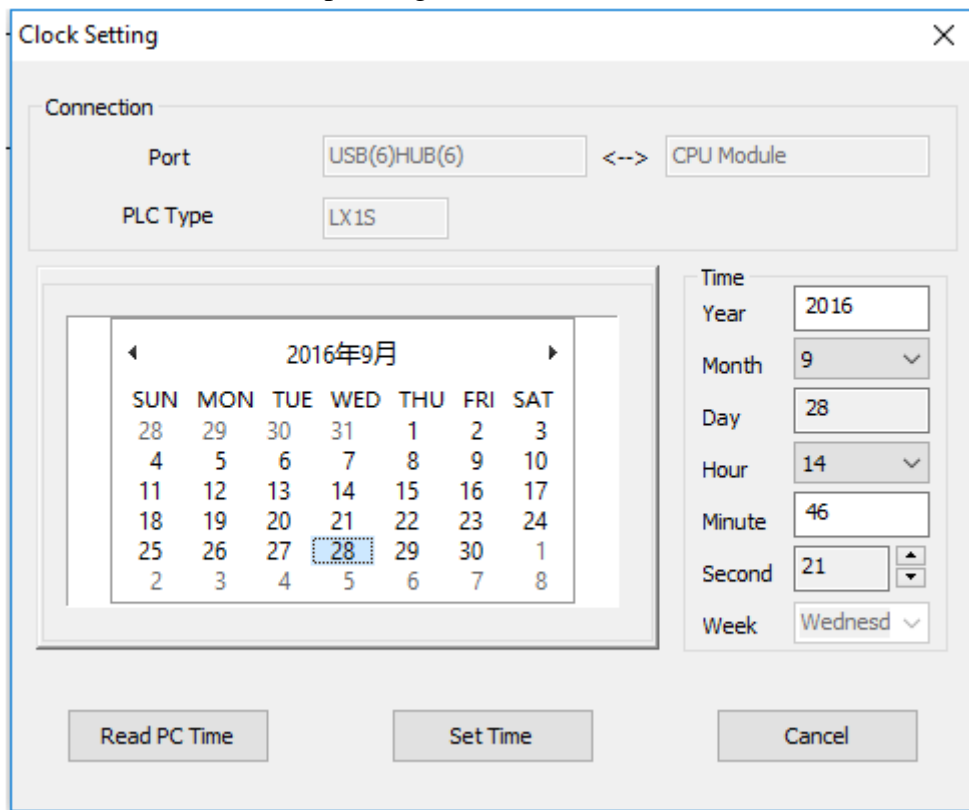 Clock Setting
Connection
Port USB(6)HUB(6) <--> CPU Module
PLC Type LX1S
2016年9月
SUN MON TUE WED THU FRI SAT
28 29 30 31 1 2 3
4 5 6 7 8 9 10
11 12 13 14 15 16 17
18 19 20 21 22 23 24
25 26 27 28 29 30 1
2 3 4 5 6 7 8
Time
Year 2016
Month 9
Day 28
Hour 14
Minute 46
Second 21
Week Wednesd
Read PC Time Set Time Cancel